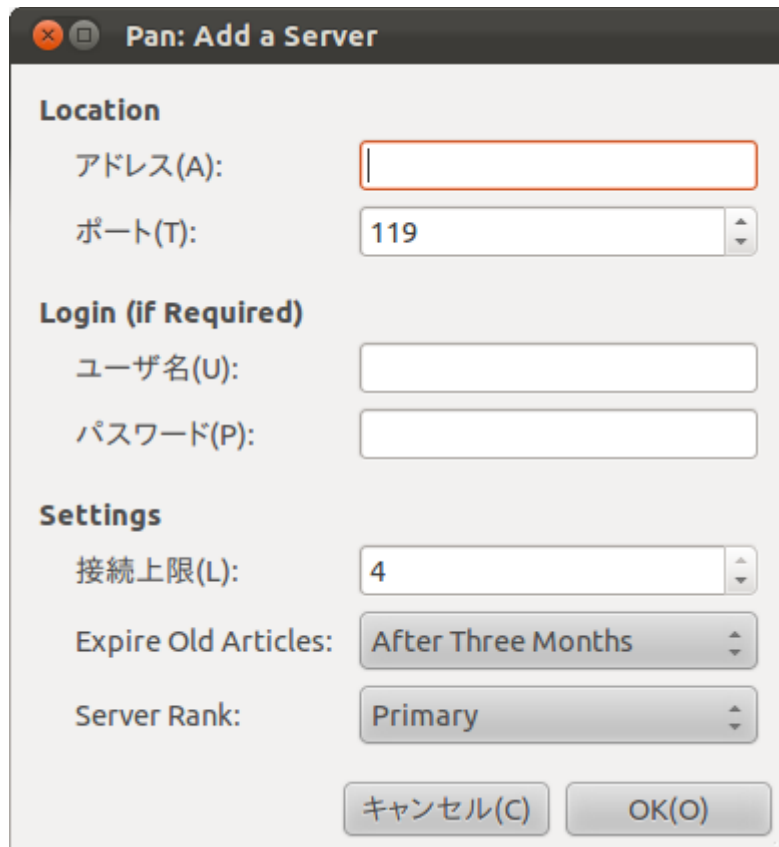 Pan: Add a Server
Location
アドレス(A):
ポート(T): 119
Login (if Required)
ユーザ名(U):
パスワード(P):
Settings
接続上限(L): 4
Expire Old Articles: After Three Months
Server Rank: Primary
キャンセル(C) OK(O)